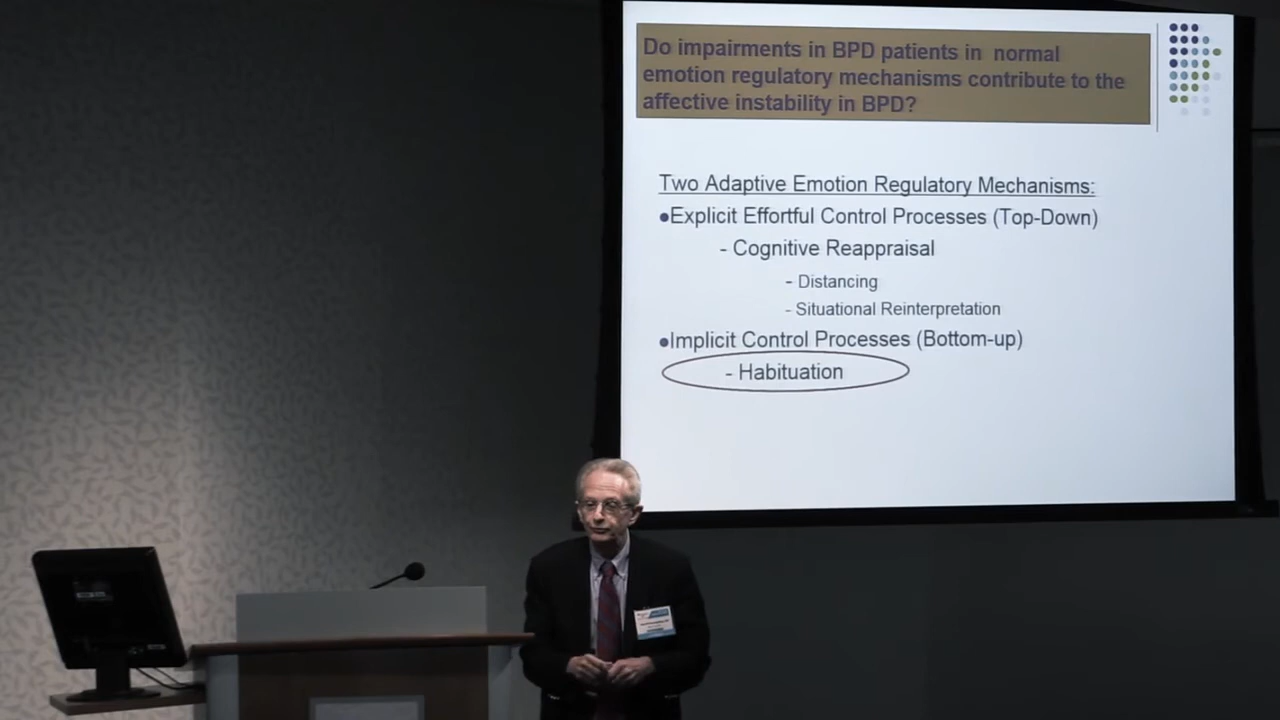 Do impairments in BPD patients in normal
emotion regulatory mechanisms contribute to the
affective instability in BPD?
Two Adaptive Emotion Regulatory Mechanisms:
●Explicit Effortful Control Processes (Top-Down)
- Cognitive Reappraisal
- Distancing
- Situational Reinterpretation
●Implicit Control Processes (Bottom-up)
- Habituation